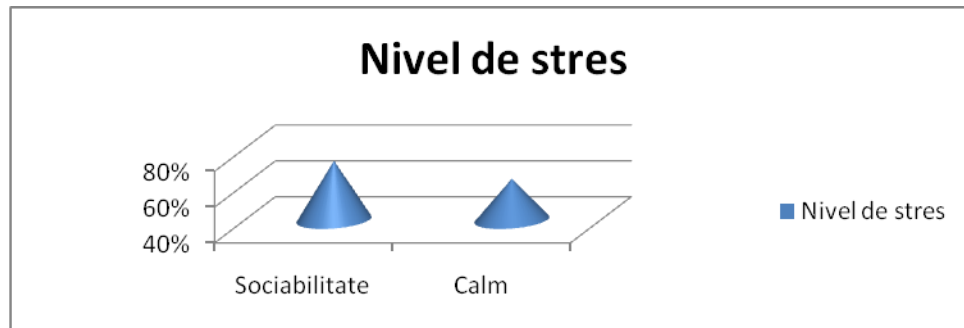 Nivel de stres
80%
60%
40%
Sociabilitate
Calm
Nivel de stres